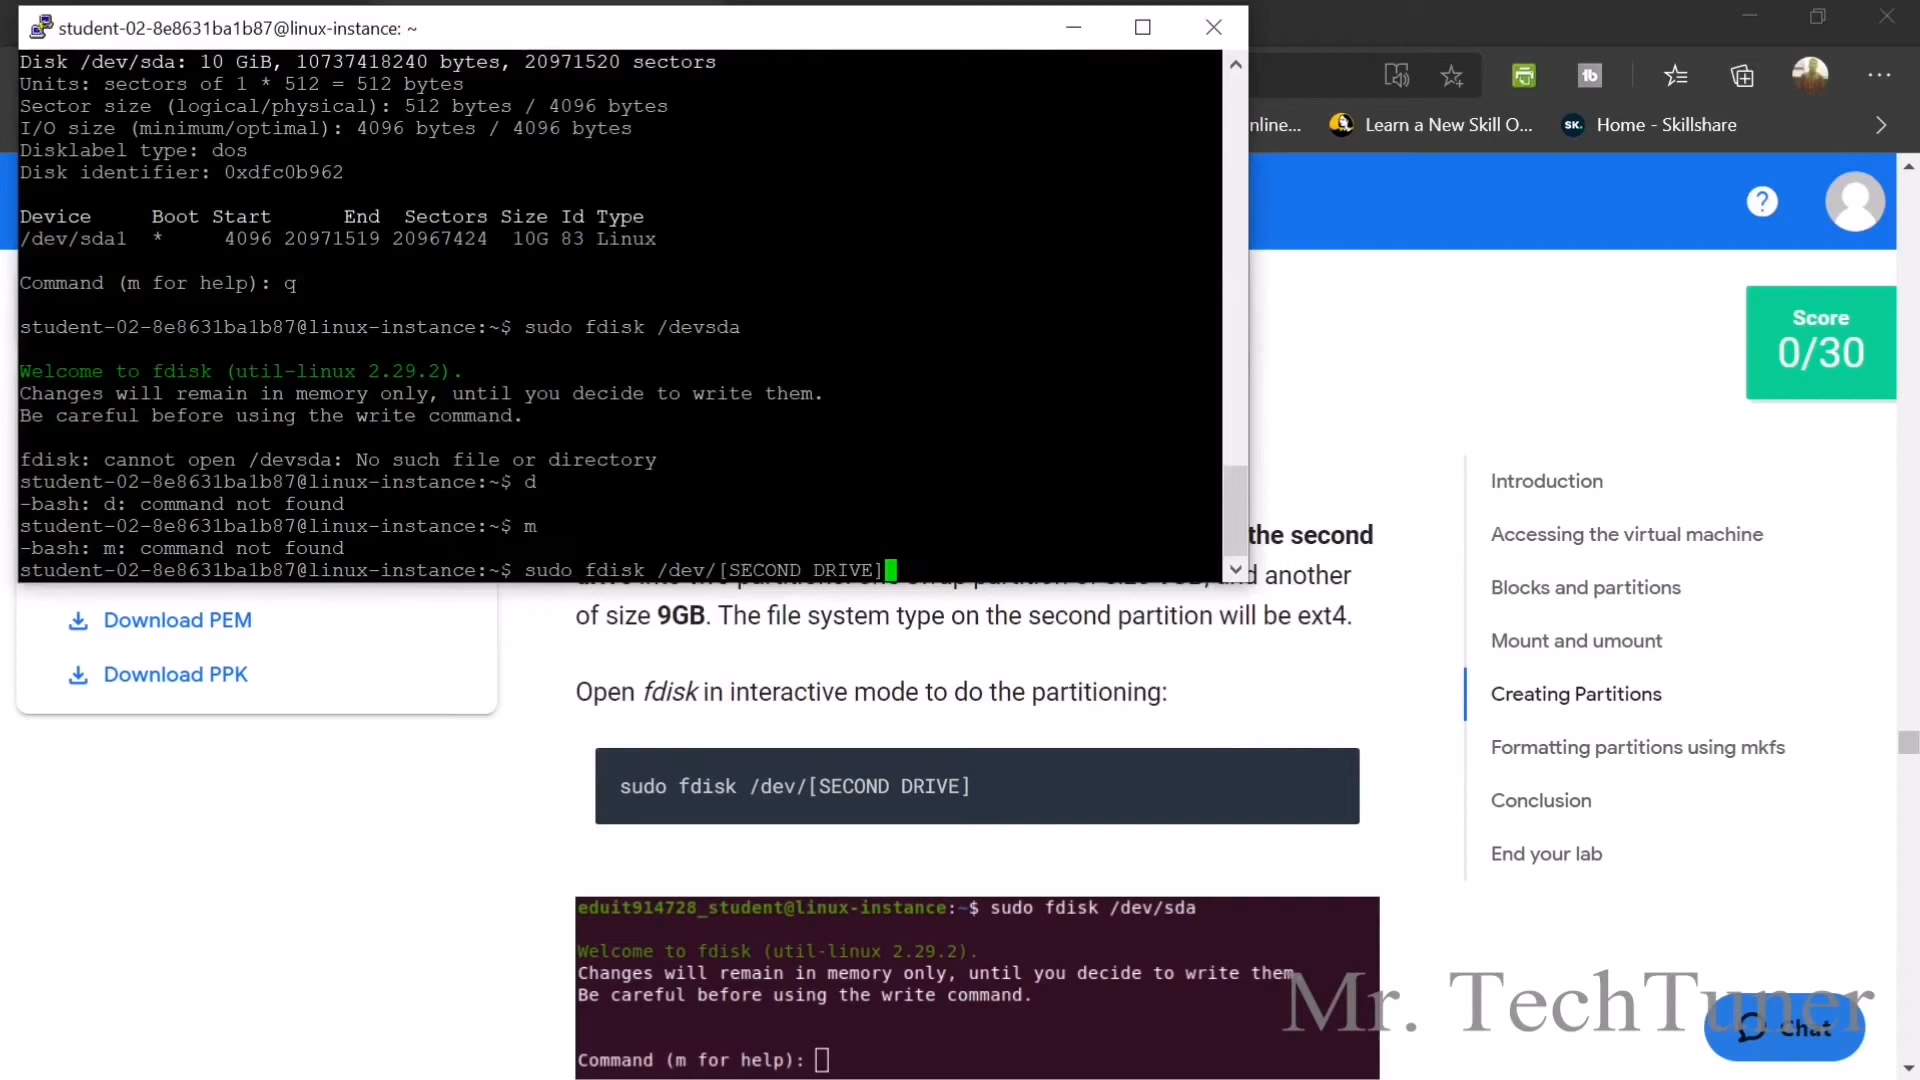 student-02-8e8631ba1b87@linux-instance: ~
Disk /dev/sda: 10 GiB, 10737418240 bytes, 20971520 sectors
Units: sectors of 1 * 512 = 512 bytes
Sector size (logical/physical): 512 bytes / 4096 bytes
I/O size (minimum/optimal): 4096 bytes / 4096 bytes
Disklabel type: dos
Disk identifier: 0xdfc0b962
Device Boot Start End Sectors Size Id Type
/dev/sda1 * 4096 20971519 20967424 10G 83 Linux
Command (m for help): q
student-02-8e8631ba1b87@linux-instance:~$ sudo fdisk /devsda
Welcome to fdisk (util-linux 2.29.2).
Changes will remain in memory only, until you decide to write them.
Be careful before using the write command.
fdisk: cannot open /devsda: No such file or directory
student-02-8e8631ba1b87@linux-instance:~$ d
-bash: d: command not found
student-02-8e8631ba1b87@linux-instance:~$ m
-bash: m: command not found
student-02-8e8631ba1b87@linux-instance:~$ sudo fdisk /dev/[SECOND DRIVE]
nline...
Learn a New Skill O...
SK.
Home - Skillshare
?
Score
0/30
Download PEM
Download PPK
the second
another
of size 9GB. The file system type on the second partition will be ext4.
Open fdisk in interactive mode to do the partitioning:
sudo fdisk /dev/[SECOND DRIVE]
eduit914728_student@linux-instance:~$ sudo fdisk /dev/sda
Welcome to fdisk (util-linux 2.29.2).
Changes will remain in memory only, until you decide to write them
Be careful before using the write command.
Command (m for help):
Introduction
Accessing the virtual machine
Blocks and partitions
Mount and umount
Creating Partitions
Formatting partitions using mkfs
Conclusion
End your lab
Mr. TechTuner
Chat